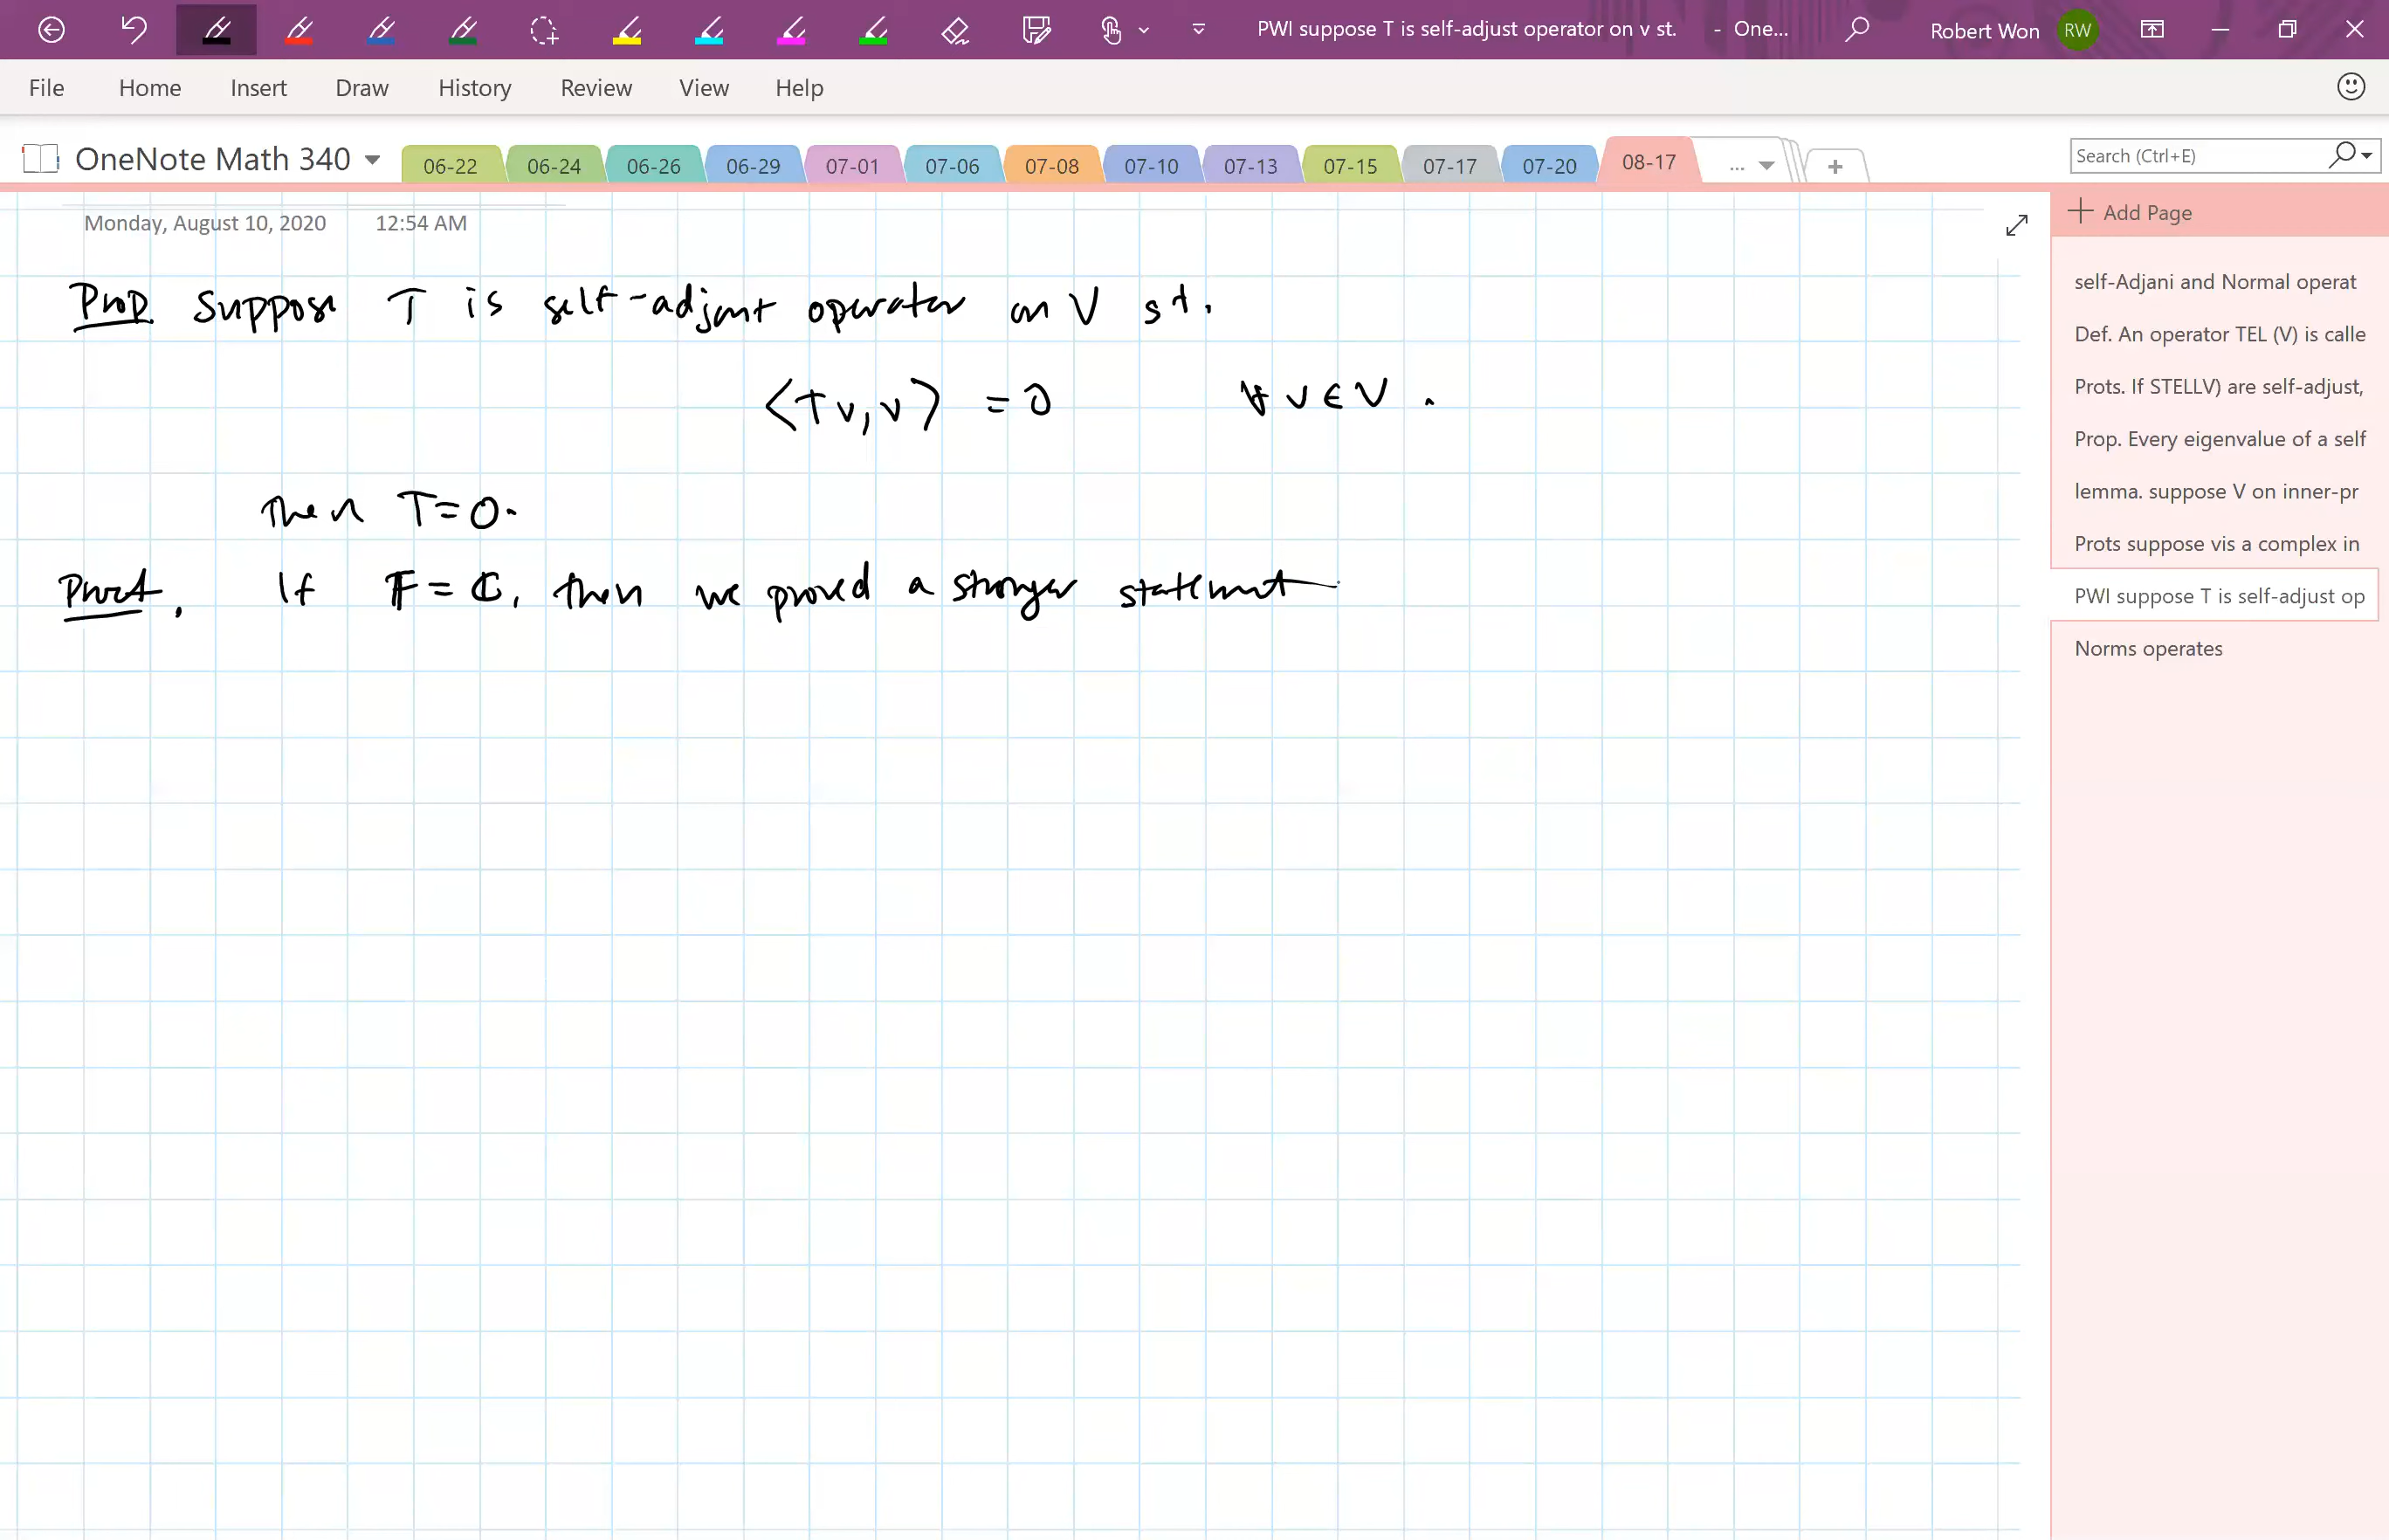 PWI suppose T is self-adjust operator on v st. - One... Robert Won RW
File Home Insert Draw History Review View Help
OneNote Math 340 06-22 06-24 06-26 06-29 07-01 07-06 07-08 07-10 07-13 07-15 07-17 07-20 08-17 ... + Search (Ctrl+E)
Monday, August 10, 2020 12:54 AM
Prop suppose T is self-adjoint operator on V st.
⟨Tv,v⟩ = 0 ∀ v ∈ V.
Then T=0.
Proof. If 𝔽 = ℂ, then we proved a stronger statement
Add Page
self-Adjani and Normal operat
Def. An operator TEL (V) is calle
Prots. If STELLV) are self-adjust,
Prop. Every eigenvalue of a self
lemma. suppose V on inner-pr
Prots suppose vis a complex in
PWI suppose T is self-adjust op
Norms operates